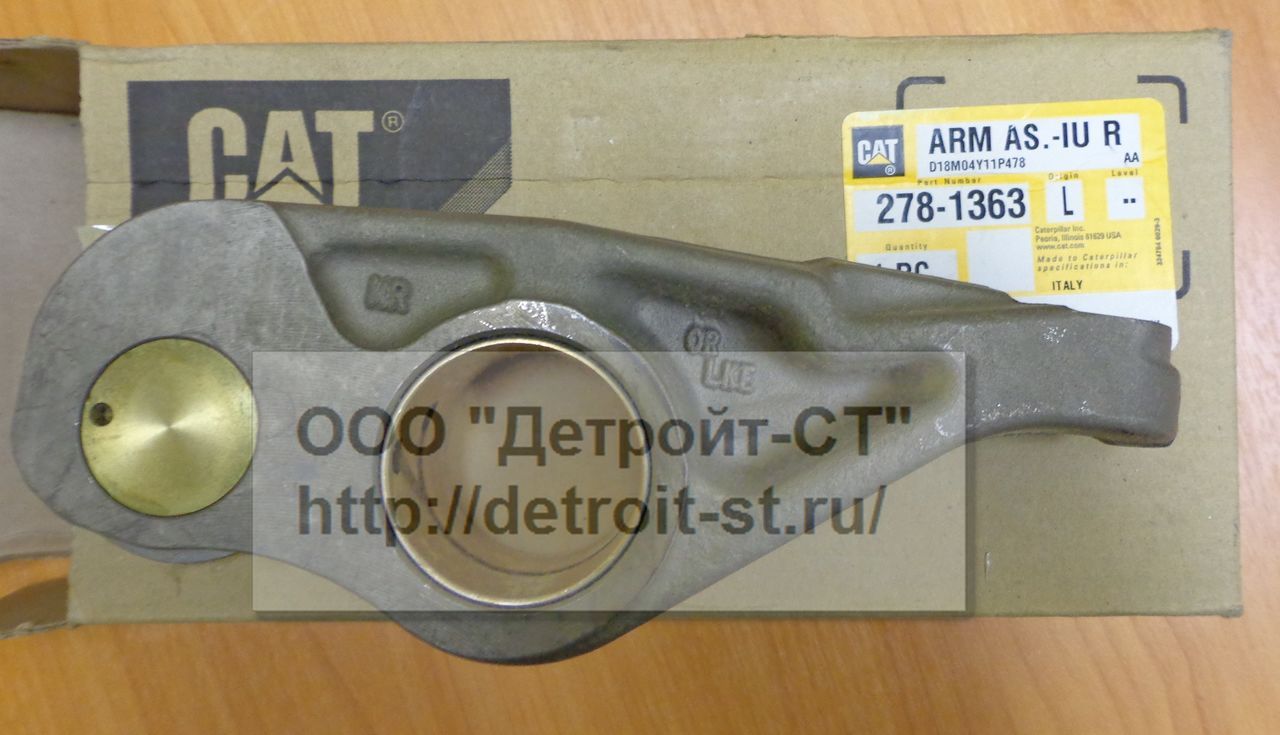 CAT®
CAT®
ARM AS.-IU R
D18M04Y11P478
AA
Part Number
Origin
Level
278-1363
L
--
Quantity
Caterpillar Inc.
Peoria, Illinois 61629 USA
www.cat.com
Made to Caterpillar
specifications in:
ITALY
OR
LKE
ООО "Детройт-СТ"
http://detroit-st.ru/